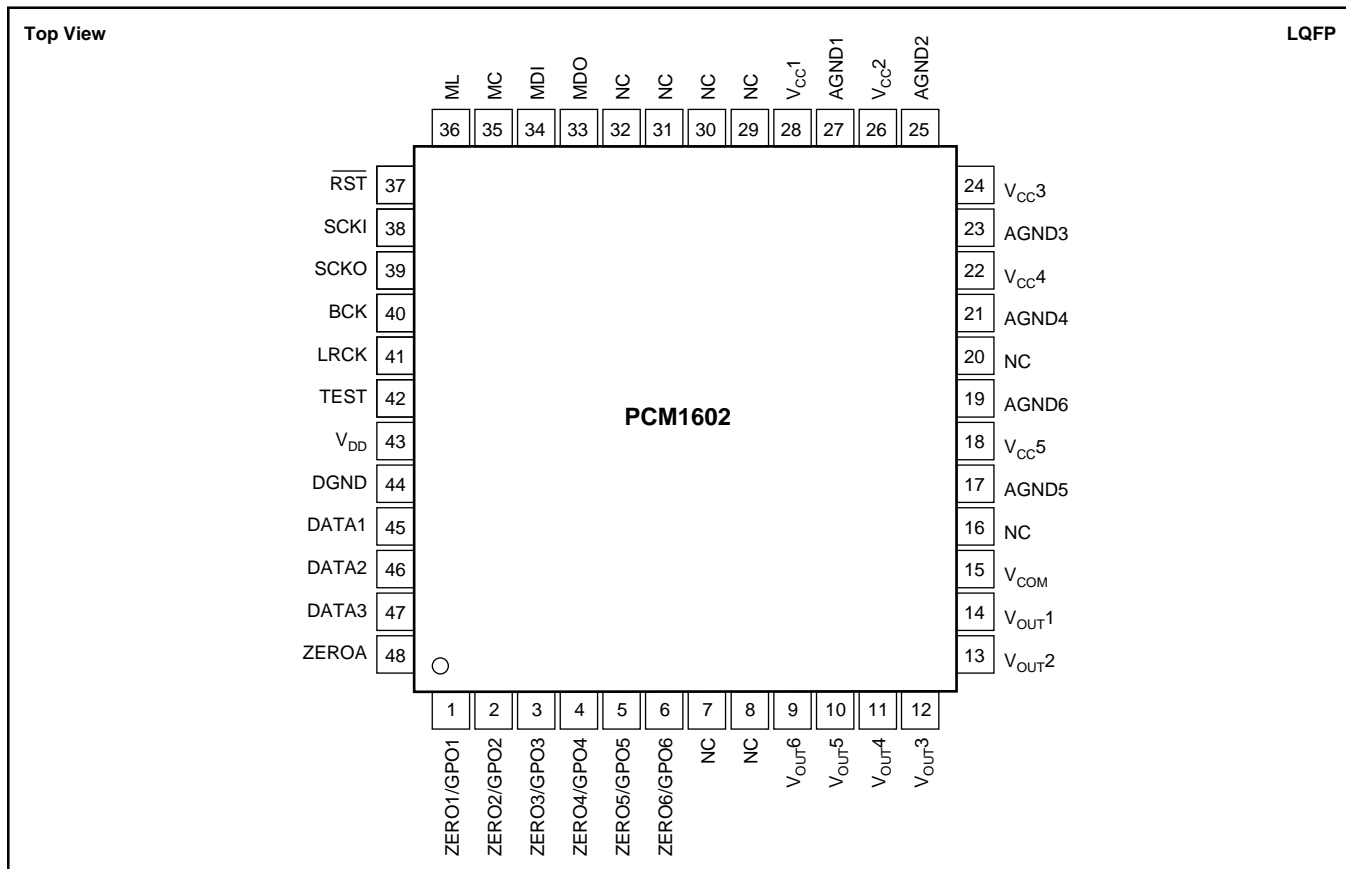 Top View
LQFP
ML
MC
MDI
MDO
NC
NC
NC
NC
VCC1
AGND1
VCC2
AGND2
36 35 34 33 32 31 30 29 28 27 26 25
RST 37
SCKI 38
SCKO 39
BCK 40
LRCK 41
TEST 42
VDD 43
DGND 44
DATA1 45
DATA2 46
DATA3 47
ZEROA 48
PCM1602
24 VCC3
23 AGND3
22 VCC4
21 AGND4
20 NC
19 AGND6
18 VCC5
17 AGND5
16 NC
15 VCOM
14 VOUT1
13 VOUT2
1 2 3 4 5 6 7 8 9 10 11 12
ZERO1/GPO1
ZERO2/GPO2
ZERO3/GPO3
ZERO4/GPO4
ZERO5/GPO5
ZERO6/GPO6
NC
NC
VOUT6
VOUT5
VOUT4
VOUT3